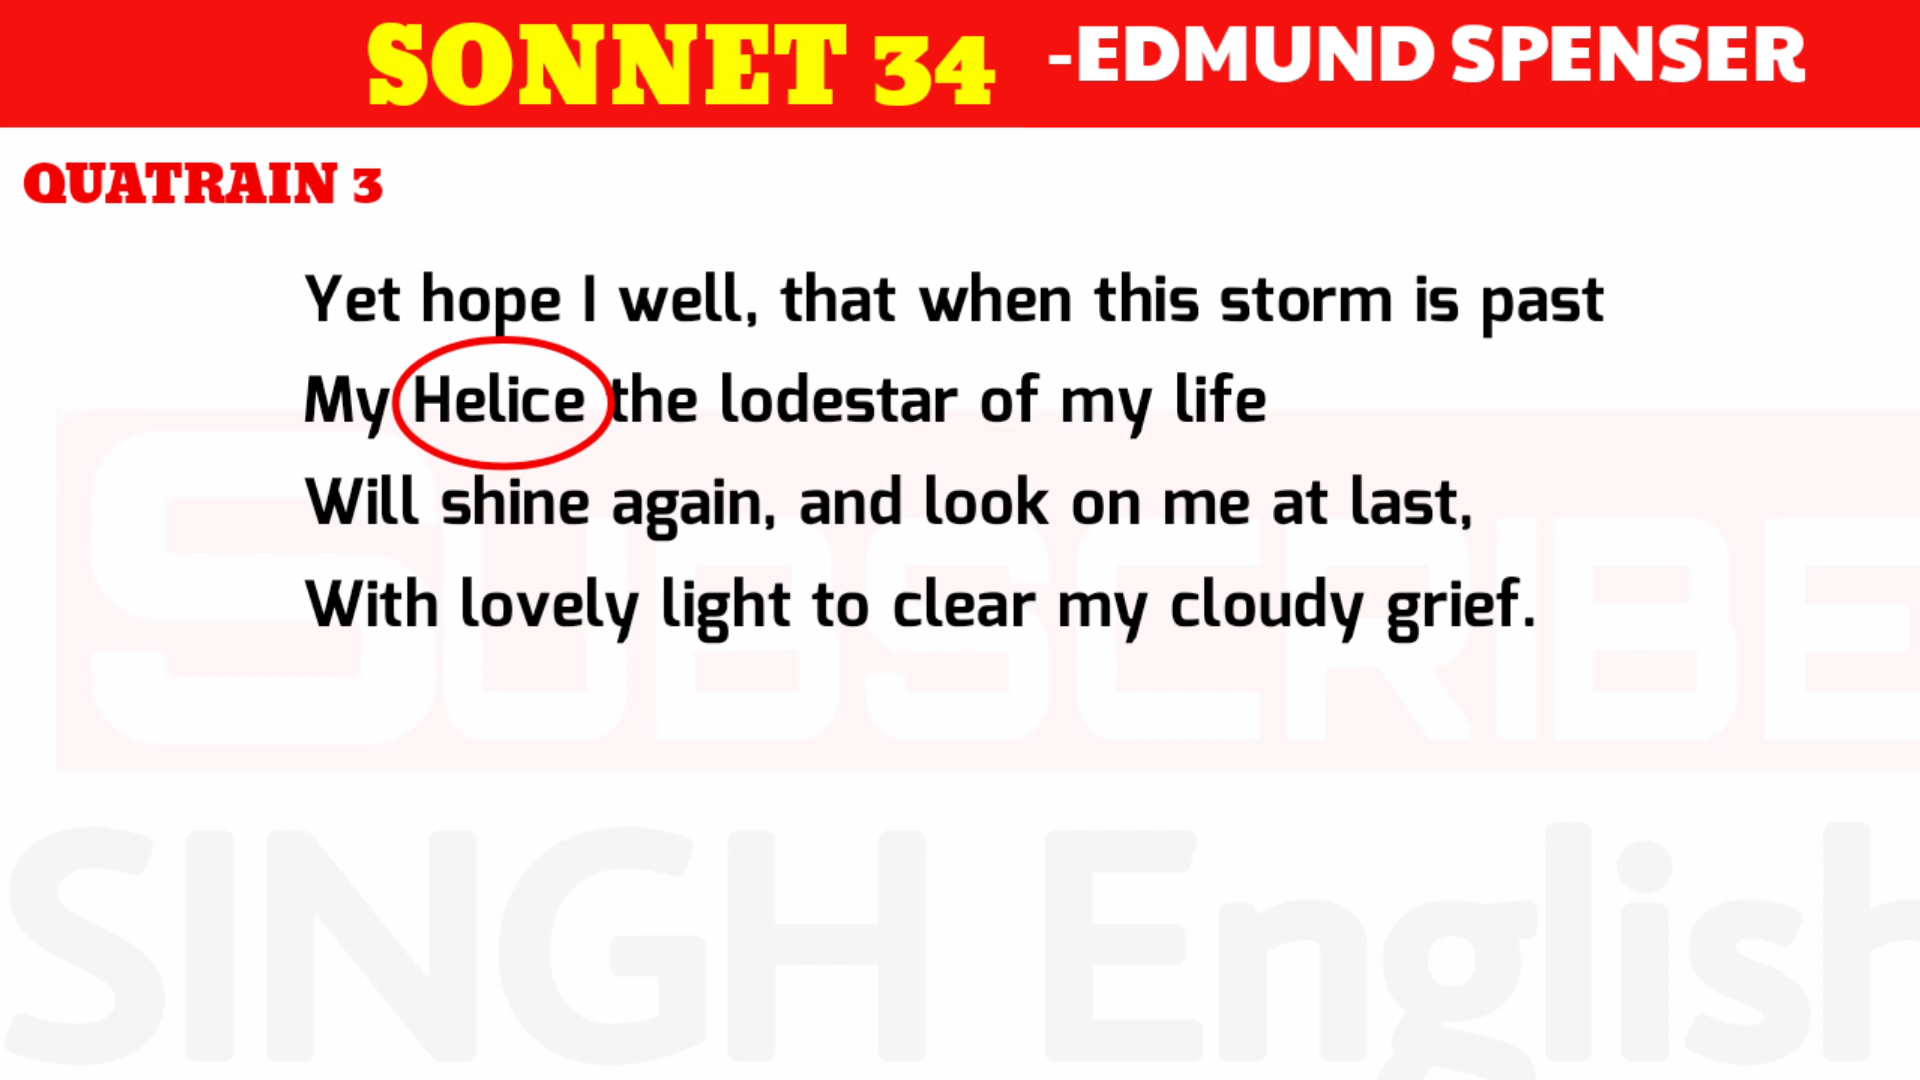 SONNET 34 -EDMUND SPENSER
QUATRAIN 3
Yet hope I well, that when this storm is past
My Helice the lodestar of my life
Will shine again, and look on me at last,
With lovely light to clear my cloudy grief.
SUBSCRIBE
SINGH English